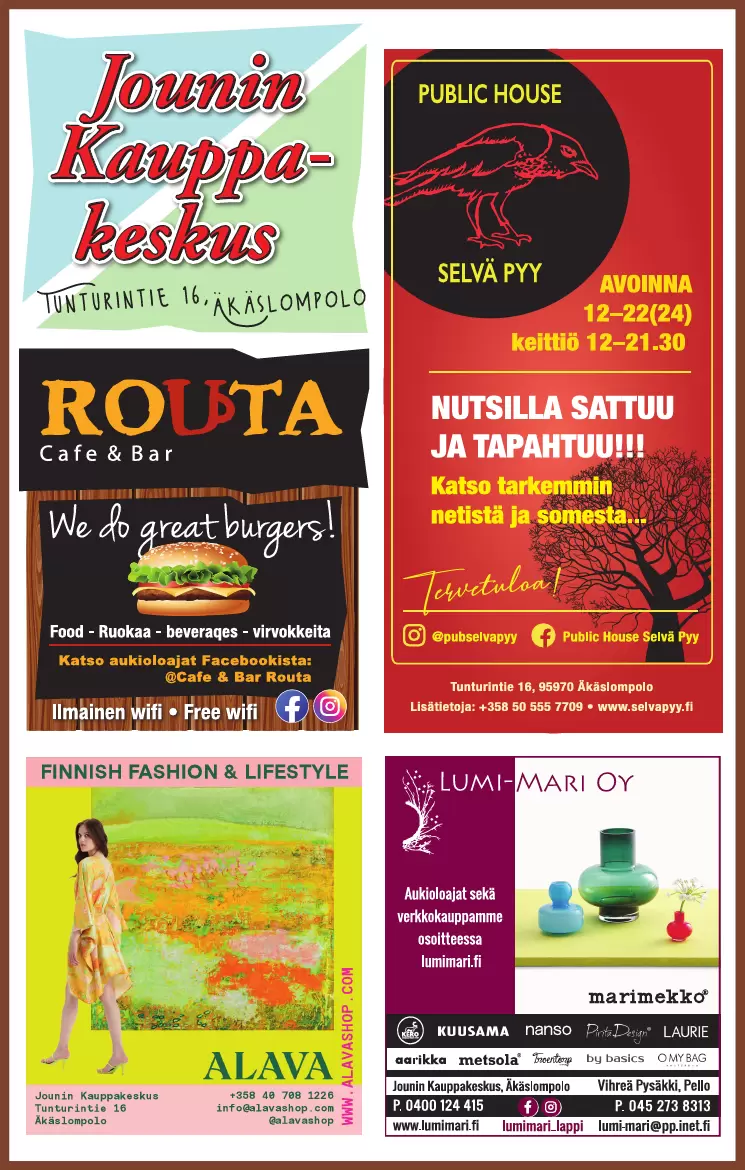 Jounin
Kauppa-
keskus
TUNTURINTIE 16, ÄKÄSLOMPOLO
ROUTA
Cafe & Bar
We do great burgers!
Food - Ruokaa - beveraqes - virvokkeita
Katso aukioloajat Facebookista:
@Cafe & Bar Routa
Ilmainen wifi • Free wifi
PUBLIC HOUSE
SELVÄ PYY
AVOINNA
12–22(24)
keittiö 12–21.30
NUTSILLA SATTUU
JA TAPAHTUU!!!
Katso tarkemmin
netistä ja somesta...
Tervetuloa!
@pubselvapyy
Public House Selvä Pyy
Tunturintie 16, 95970 Äkäslompolo
Lisätietoja: +358 50 555 7709 • www.selvapyy.fi
FINNISH FASHION & LIFESTYLE
WWW.ALAVASHOP.COM
ALAVA
Jounin Kauppakeskus
Tunturintie 16
Äkäslompolo
+358 40 708 1226
info@alavashop.com
@alavashop
LUMI-MARI OY
Aukioloajat sekä
verkkokauppamme
osoitteessa
lumimari.fi
marimekko®
KUUSAMA nanso Pirita Design® LAURIE
aarikka metsola® by basics O MY BAG
Jounin Kauppakeskus, Äkäslompolo Vihreä Pysäkki, Pello
P. 0400 124 415 P. 045 273 8313
www.lumimari.fi lumimari_lappi lumi-mari@pp.inet.fi